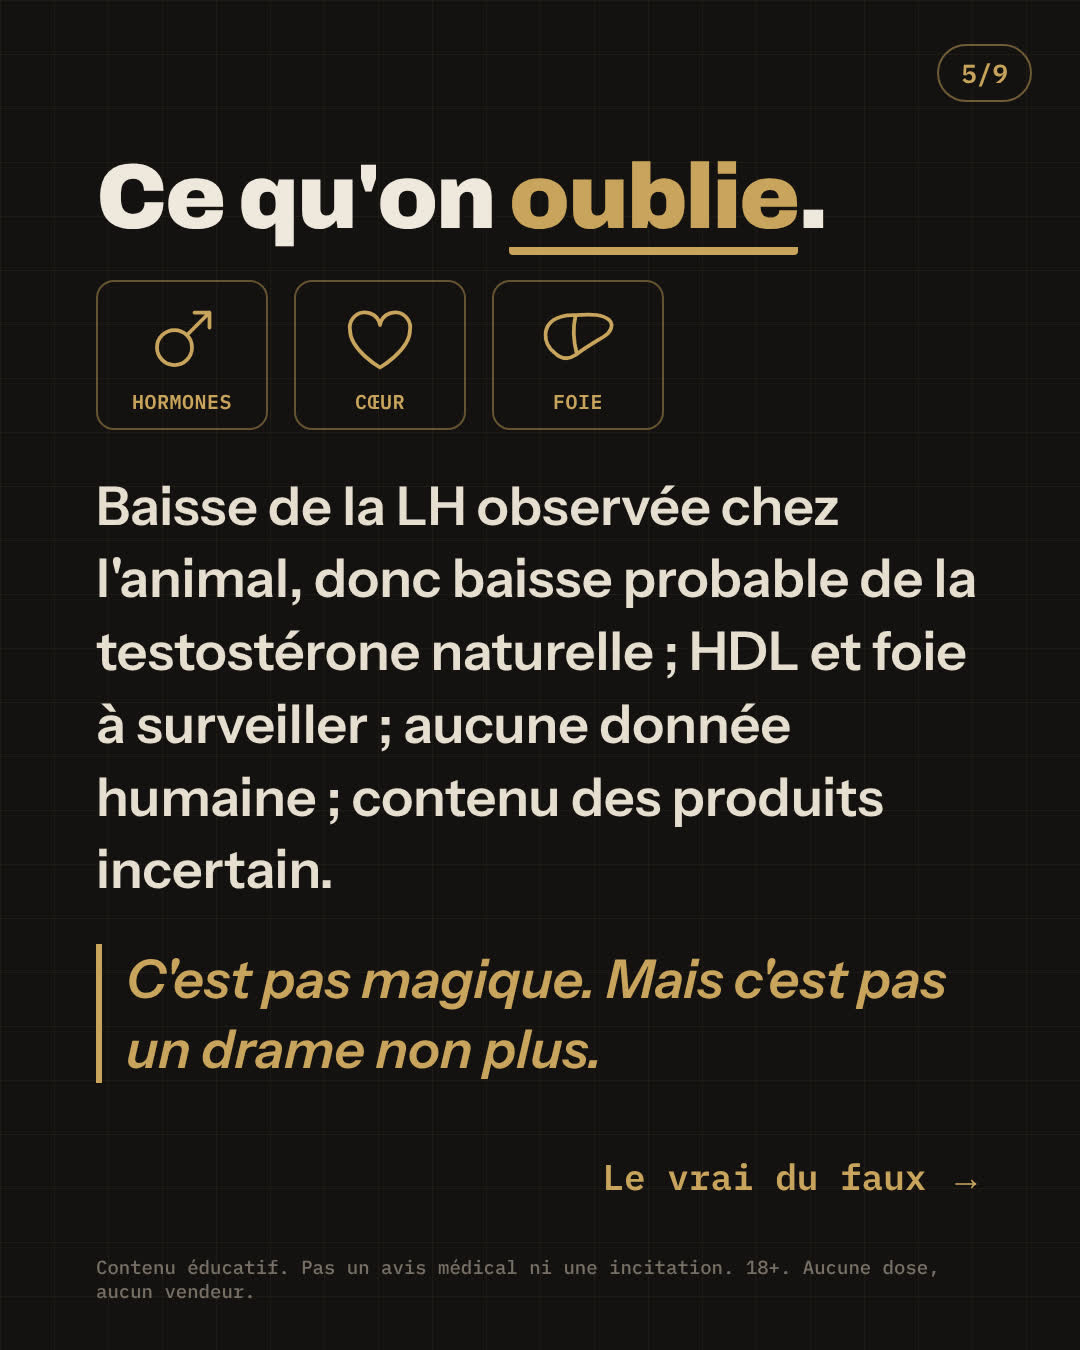 5/9
Ce qu'on oublie.
HORMONES
CŒUR
FOIE
Baisse de la LH observée chez
l'animal, donc baisse probable de la
testostérone naturelle ; HDL et foie
à surveiller ; aucune donnée
humaine ; contenu des produits
incertain.
C'est pas magique. Mais c'est pas
un drame non plus.
Le vrai du faux →
Contenu éducatif. Pas un avis médical ni une incitation. 18+. Aucune dose,
aucun vendeur.